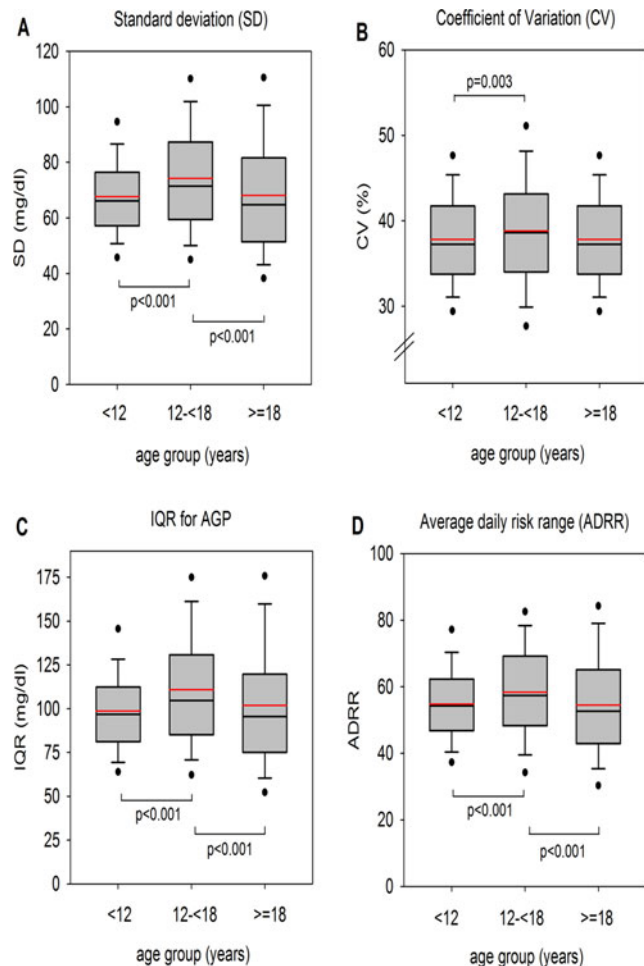 A
Standard deviation (SD)
120
100
80
60
40
20
0
SD (mg/dl)
p<0.001
p<0.001
<12
12-<18
>=18
age group (years)
B
Coefficient of Variation (CV)
60
50
40
30
CV (%)
p=0.003
<12
12-<18
>=18
age group (years)
C
IQR for AGP
175
150
125
100
75
50
25
0
IQR (mg/dl)
p<0.001
p<0.001
<12
12-<18
>=18
age group (years)
D
Average daily risk range (ADRR)
100
80
60
40
20
0
ADRR
p<0.001
p<0.001
<12
12-<18
>=18
age group (years)